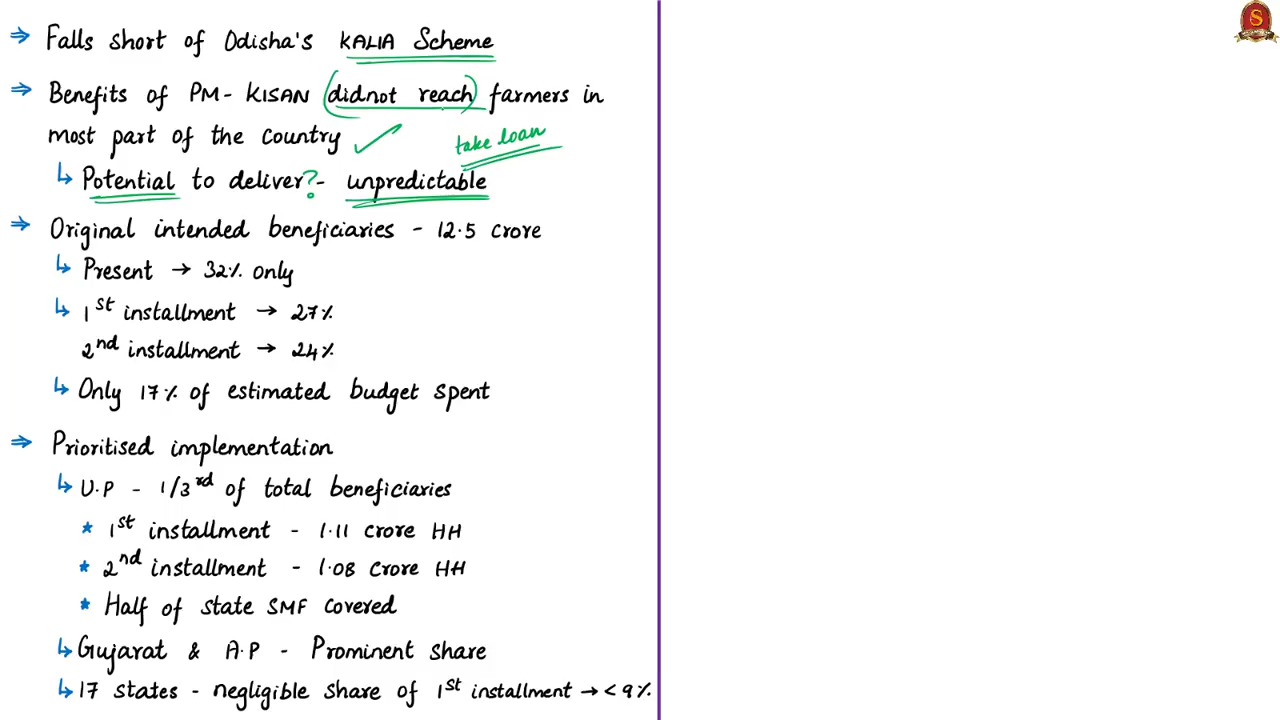 ⇒ Falls short of Odisha's KALIA Scheme
⇒ Benefits of PM-KISAN (didnot reach) farmers in
most part of the country ✓
take loan
↳ Potential to deliver? - unpredictable
⇒ Original intended beneficiaries - 12.5 crore
↳ Present → 32% only
↳ 1st installment → 27%
2nd installment → 24%
↳ Only 17% of estimated budget spent
⇒ Prioritised implementation
↳ U.P - 1/3rd of total beneficiaries
* 1st installment - 1.11 crore HH
* 2nd installment - 1.08 crore HH
* Half of state SMF covered
↳ Gujarat & A.P - Prominent share
↳ 17 states - negligible share of 1st installment → < 9%
S